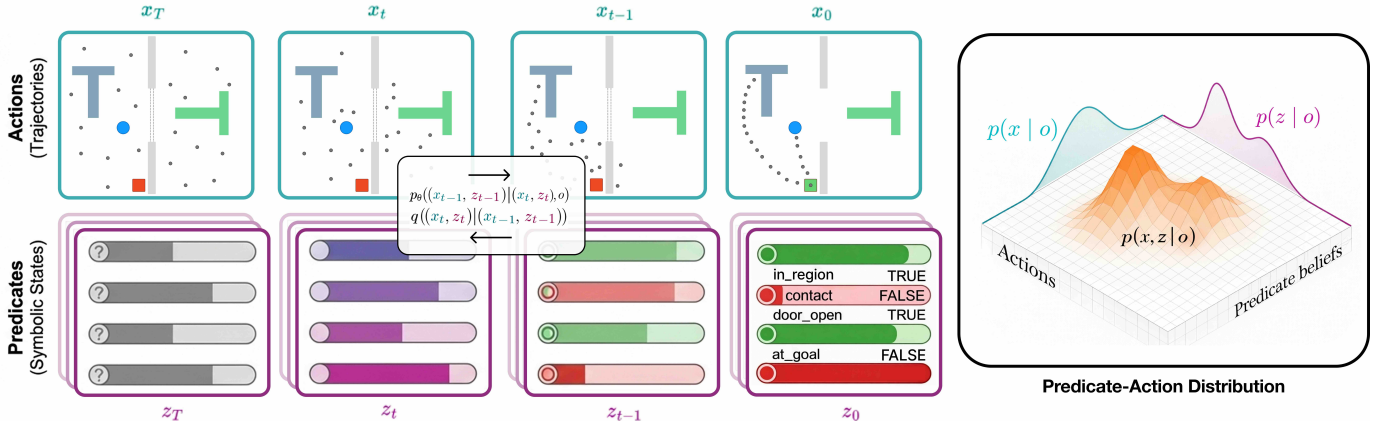 x_T
x_t
x_{t-1}
x_0
Actions
(Trajectories)
p_θ((x_{t-1}, z_{t-1})|(x_t, z_t), o)
q((x_t, z_t)|(x_{t-1}, z_{t-1}))
Predicates
(Symbolic States)
?
?
?
?
in_region TRUE
contact FALSE
door_open TRUE
at_goal FALSE
z_T
z_t
z_{t-1}
z_0
p(x | o)
p(z | o)
p(x, z | o)
Actions
Predicate beliefs
Predicate-Action Distribution